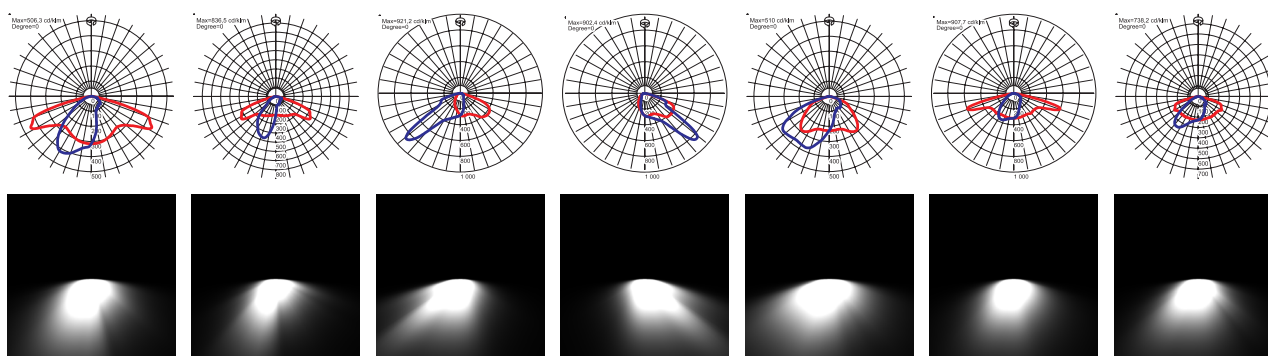 Max=506,3 cd/klm
Degree=0
400
500
Max=836,5 cd/klm
Degree=0
300
400
500
600
700
800
Max=921,2 cd/klm
Degree=0
400
600
800
1 000
Max=902,4 cd/klm
Degree=0
400
600
800
1 000
Max=510 cd/klm
Degree=0
300
400
500
Max=907,7 cd/klm
Degree=0
400
600
800
1 000
Max=738,2 cd/klm
Degree=0
300
400
500
600
700